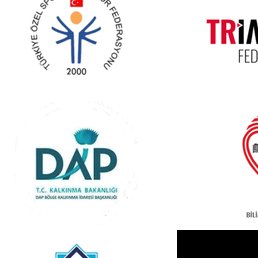 TÜRKİYE ÖZEL SP
R FEDERASYONU
2000
TRİ
FED
DAP
T.C. KALKINMA BAKANLIĞI
DAP BÖLGE KALKINMA İDARESİ BAŞKANLIĞI
BİLİ